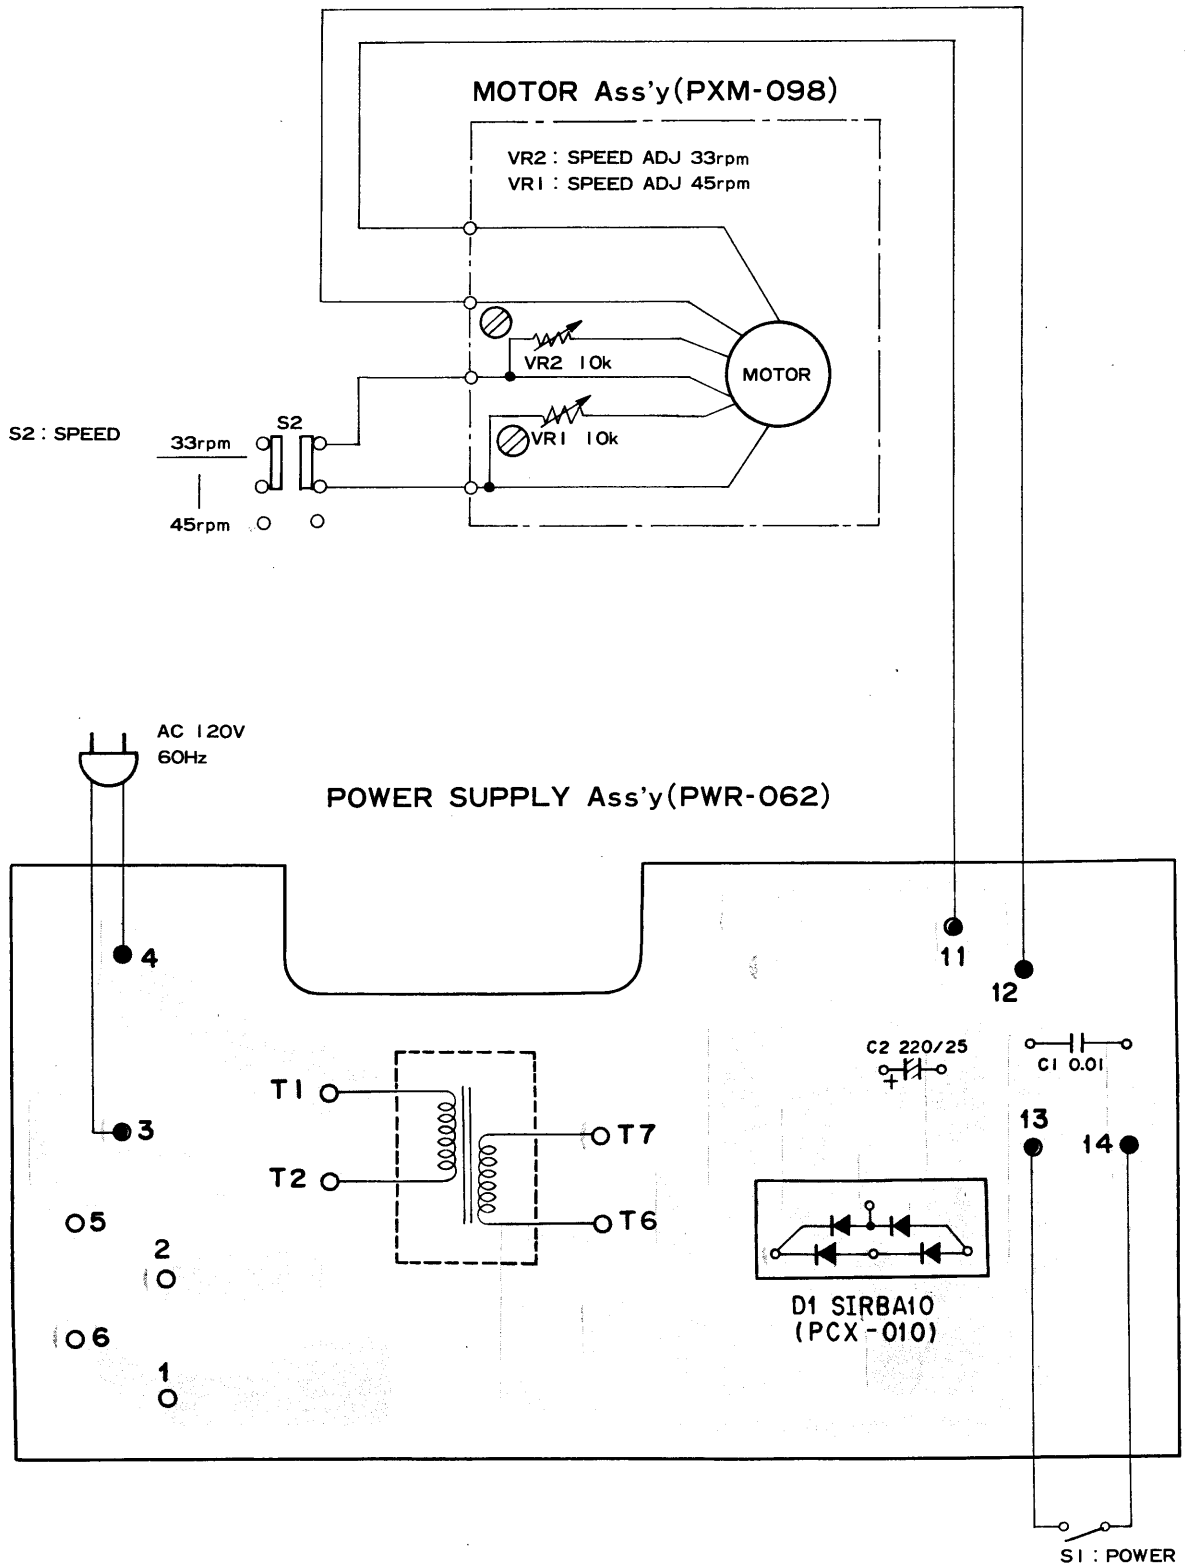 MOTOR Ass'y(PXM-098)
VR2 : SPEED ADJ 33rpm
VR1 : SPEED ADJ 45rpm
VR2 10k
MOTOR
S2 : SPEED
S2
33rpm
VR1 10k
45rpm
AC 120V
60Hz
POWER SUPPLY Ass'y(PWR-062)
4
11
12
C2 220/25
+
C1 0.01
T1
3
T7
13
14
T2
5
T6
2
D1 SIRBA10
(PCX-010)
6
1
S1 : POWER